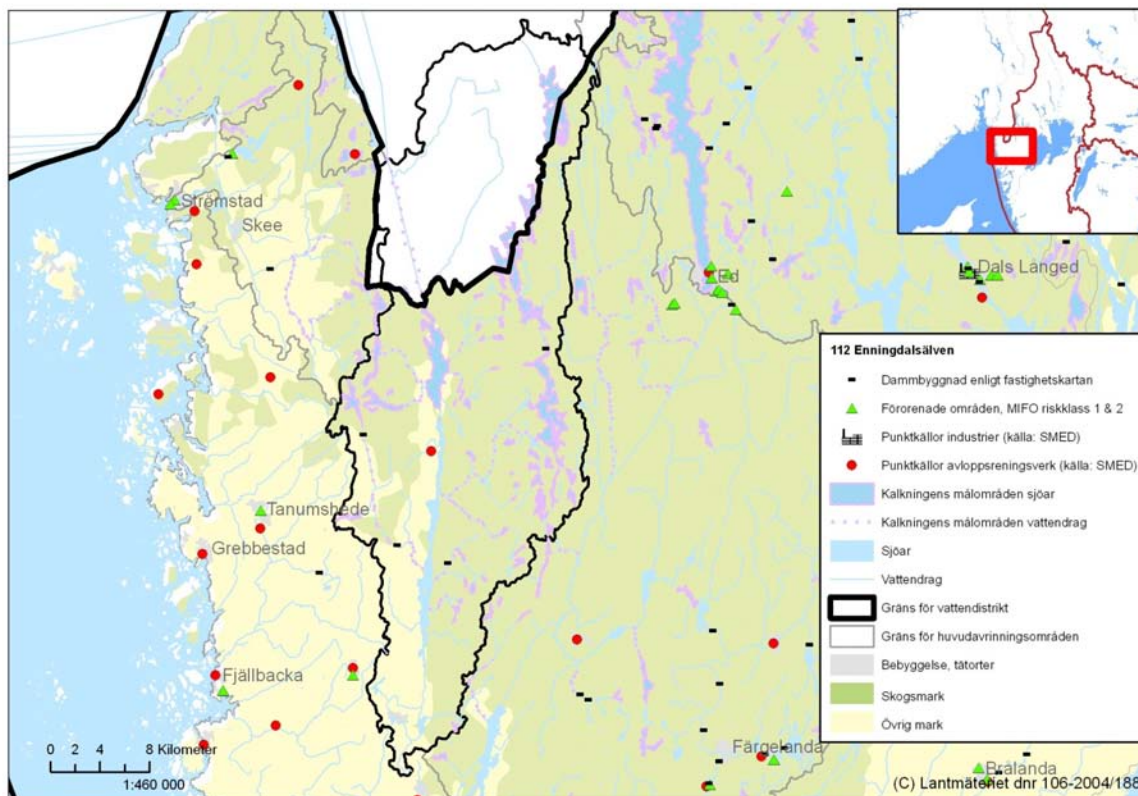 Strömstad
Skee
Ed
Dals Långed
Tanumshede
Grebbestad
Fjällbacka
Färgelanda
Brålanda
112 Enningdalsälven
Dammbyggnad enligt fastighetskartan
Förorenade områden, MIFO riskklass 1 & 2
Punktkällor industrier (källa: SMED)
Punktkällor avloppsreningsverk (källa: SMED)
Kalkningens målområden sjöar
Kalkningens målområden vattendrag
Sjöar
Vattendrag
Gräns för vattendistrikt
Gräns för huvudavrinningsområden
Bebyggelse, tätorter
Skogsmark
Övrig mark
0 2 4 8 Kilometer
1:460 000
(C) Lantmäteriet dnr 106-2004/188